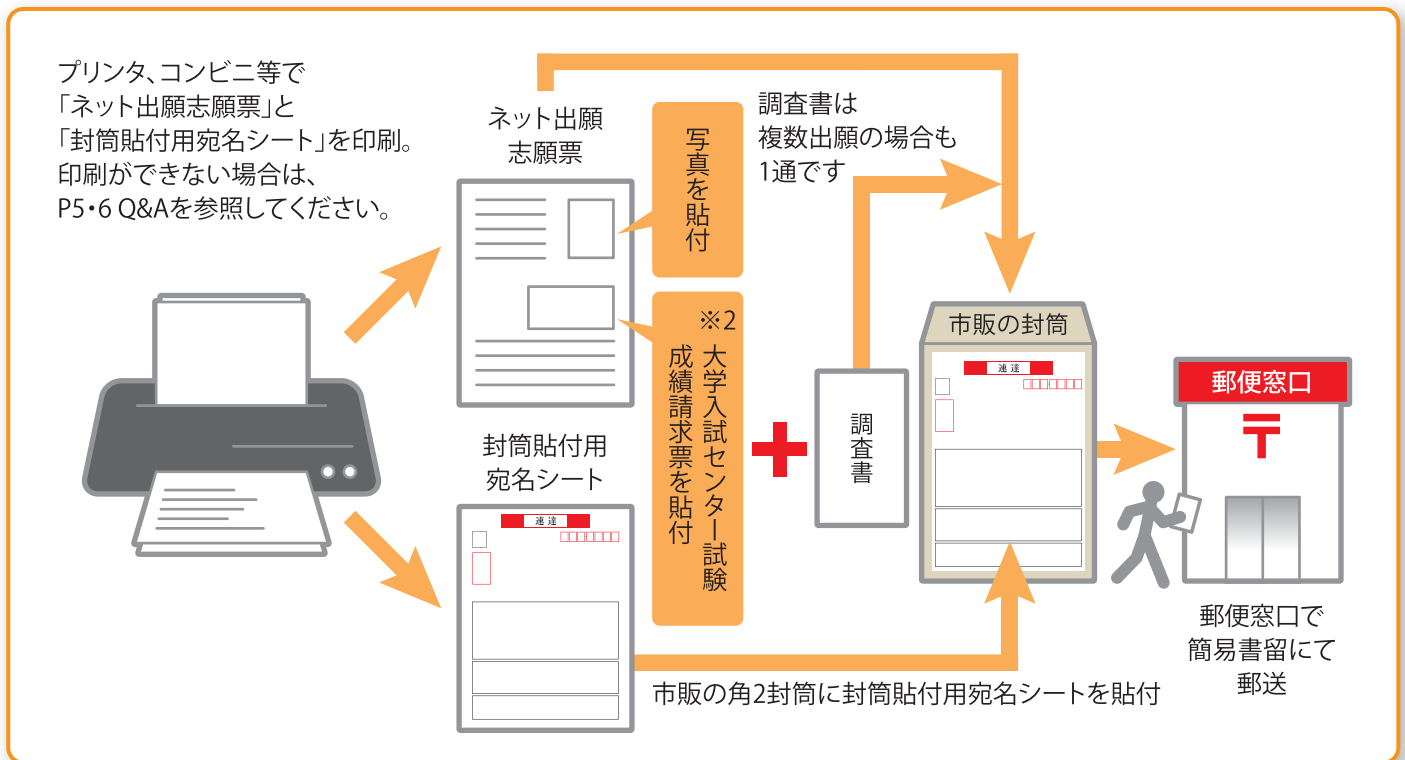 プリンタ、コンビニ等で
「ネット出願志願票」と
「封筒貼付用宛名シート」を印刷。
印刷ができない場合は、
P5・6 Q&Aを参照してください。
ネット出願
志願票
写真を貼付
※2
大学入試センター試験
成績請求票を貼付
調査書は
複数出願の場合も
1通です
調査書
封筒貼付用
宛名シート
速達
市販の封筒
速達
郵便窓口
〒
市販の角2封筒に封筒貼付用宛名シートを貼付
郵便窓口で
簡易書留にて
郵送